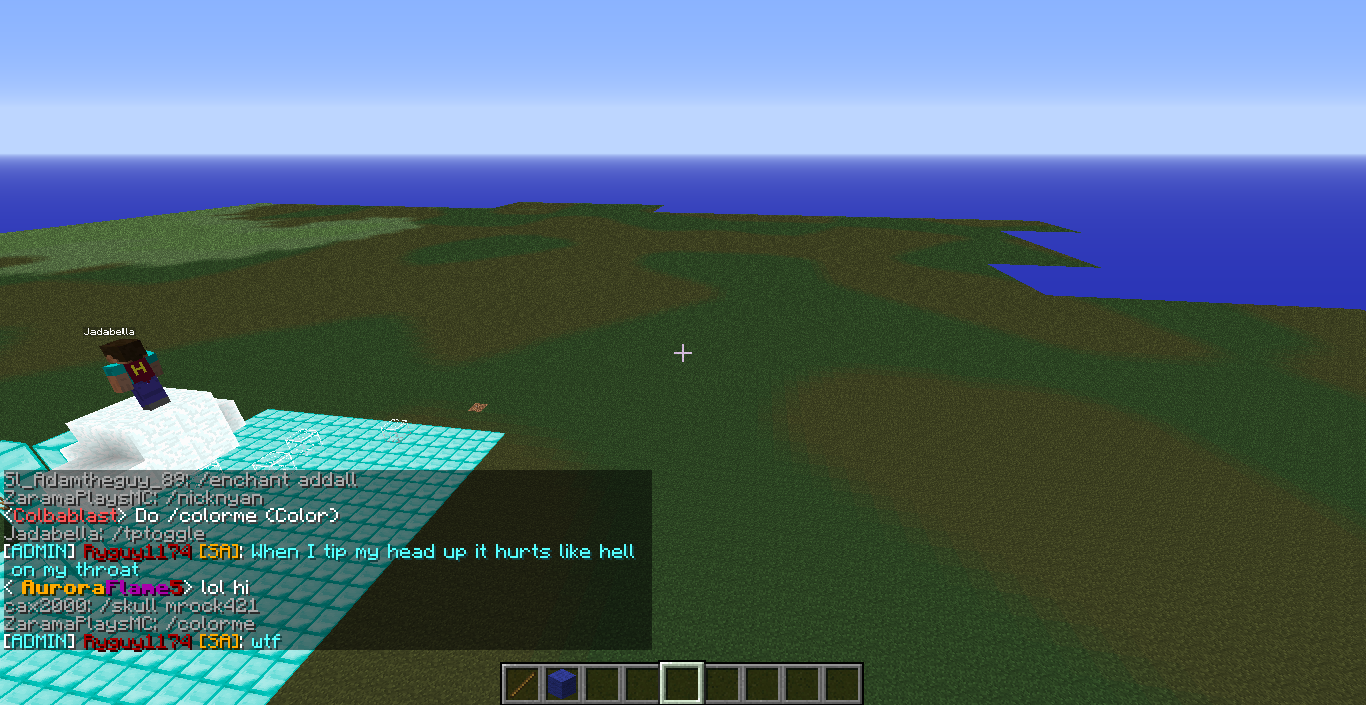 Jadabella
H
Sl_Adamtheguy_89: /enchant addall
ZaramaPlaysMC: /nicknyan
<Colbablast> Do /colorme (Color)
Jadabella: /tptoggle
[ADMIN] Ryguy1174 [SA]: When I tip my head up it hurts like hell
on my throat
< AuroraFlame5> lol hi
cax2000: /skull mrock421
ZaramaPlaysMC: /colorme
[ADMIN] Ryguy1174 [SA]: wtf